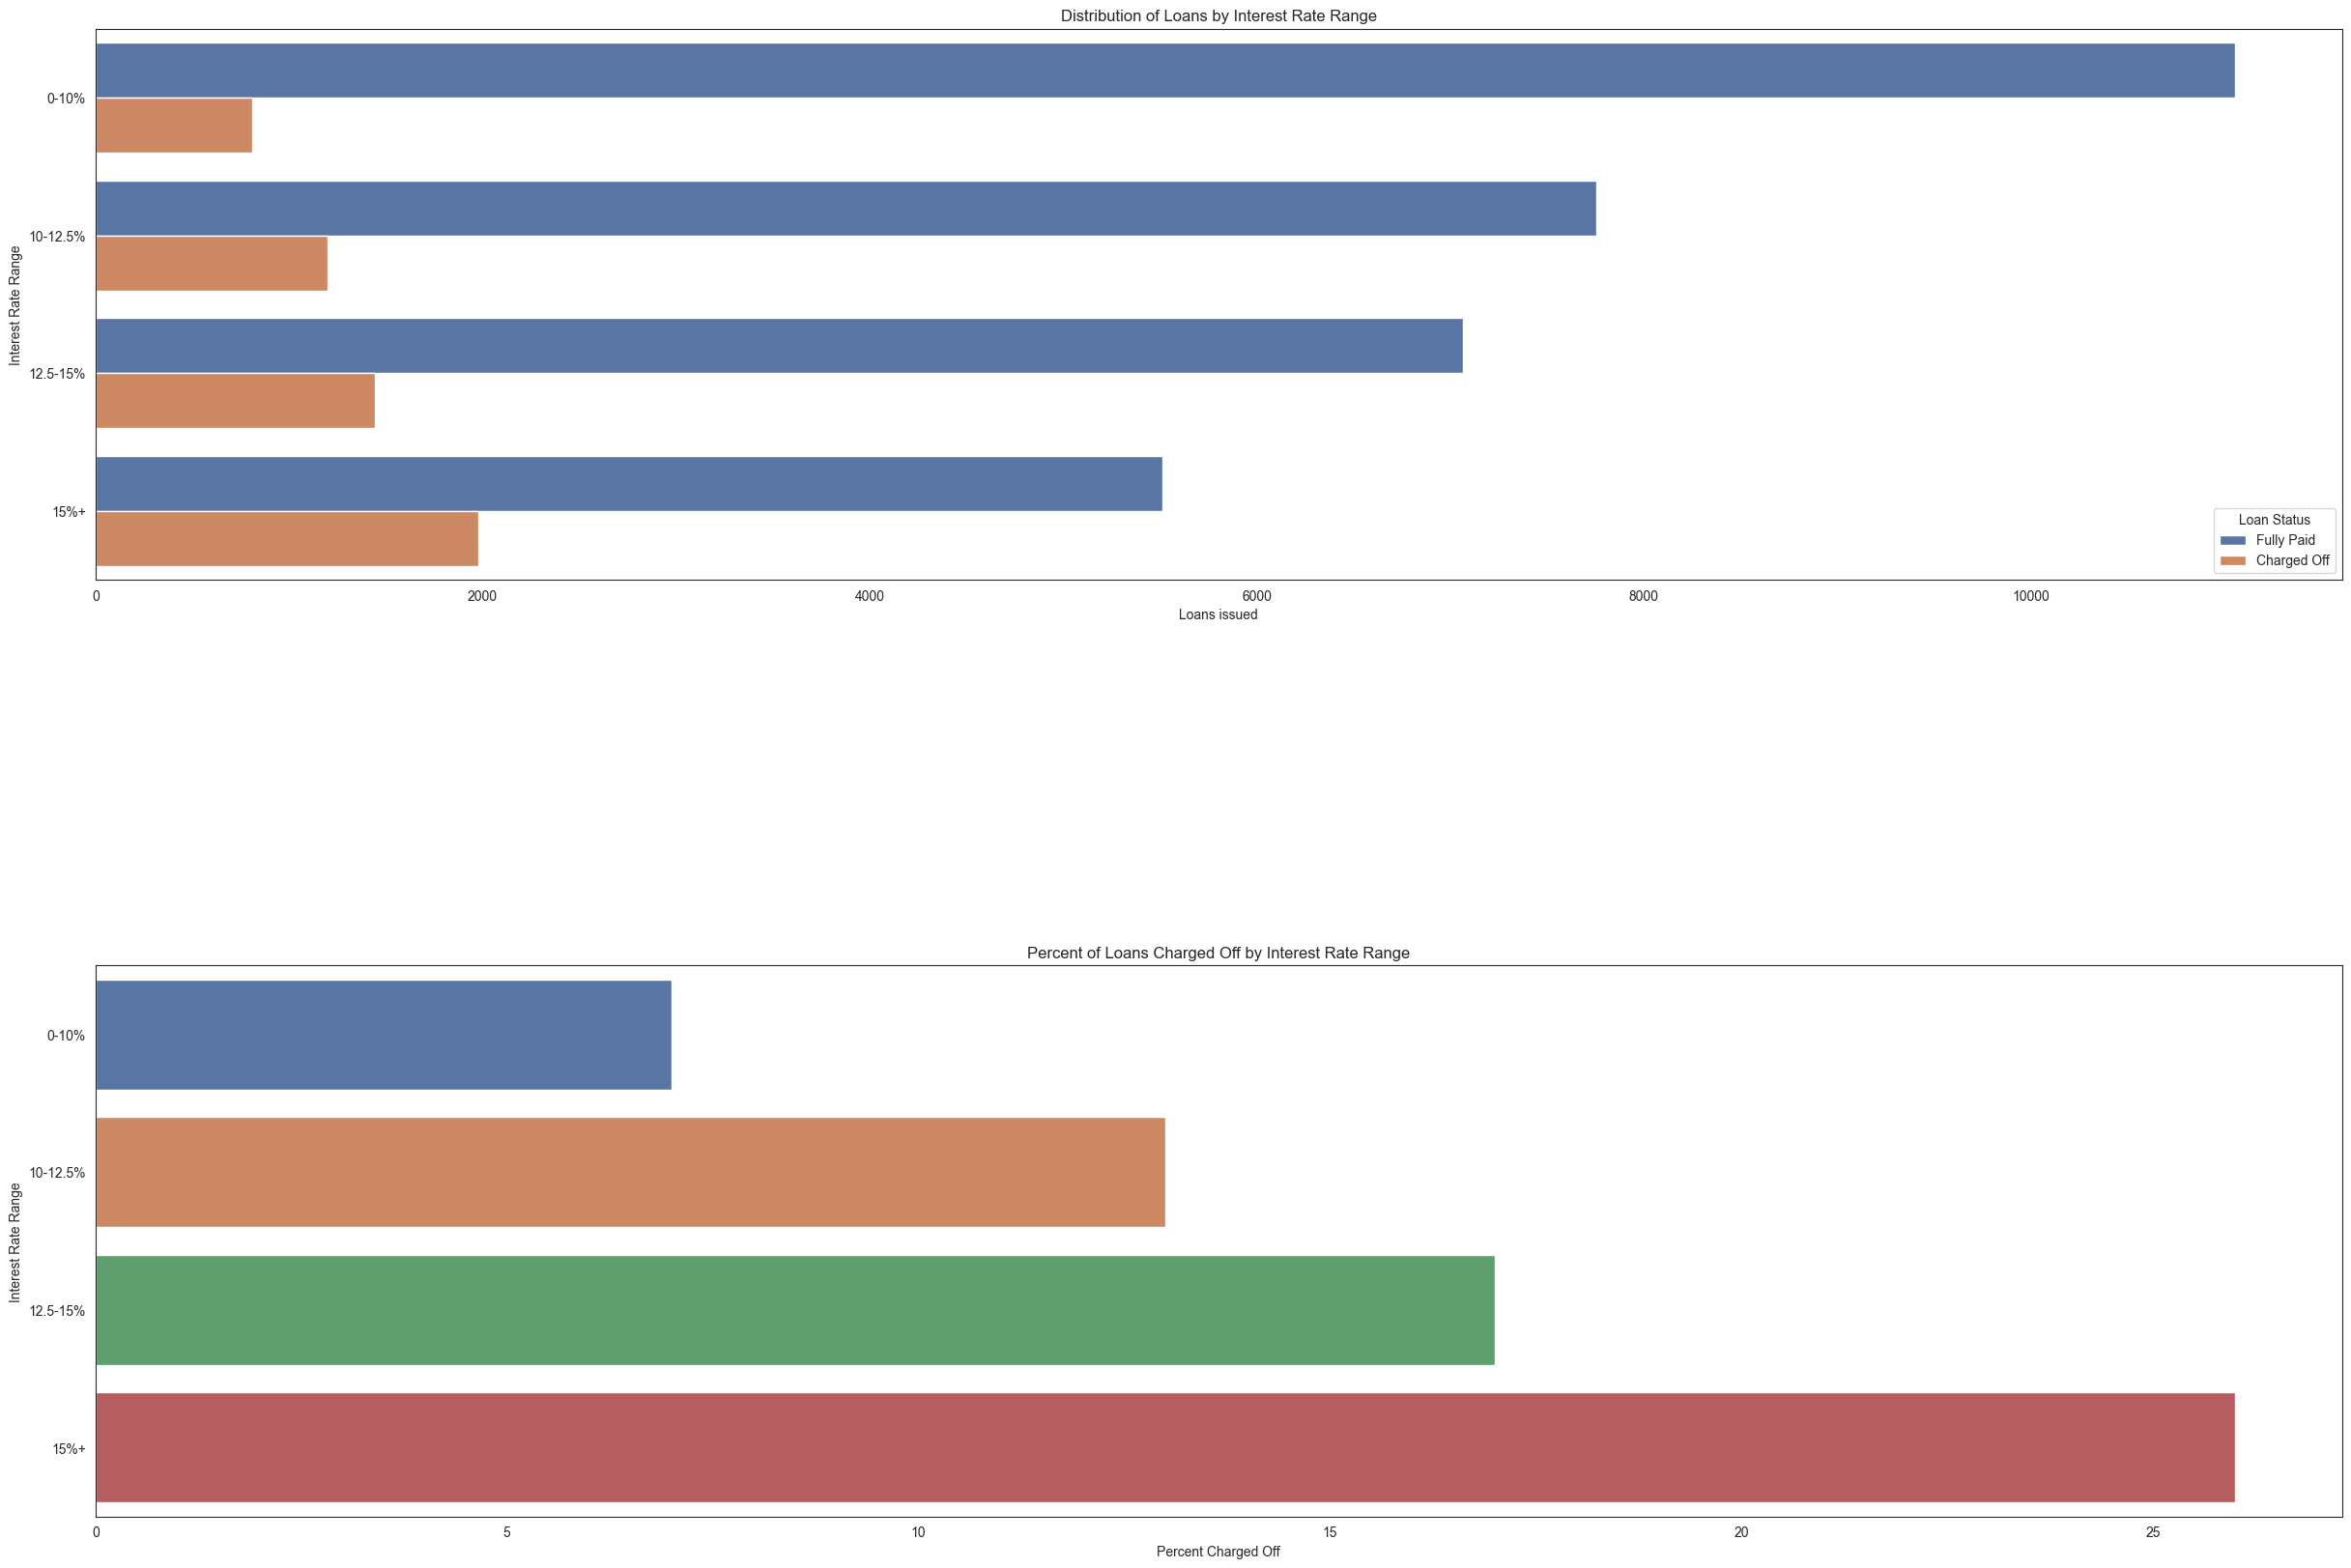 Distribution of Loans by Interest Rate Range
Interest Rate Range
0-10%
10-12.5%
12.5-15%
15%+
Loan Status
Fully Paid
Charged Off
0 2000 4000 6000 8000 10000
Loans issued
Percent of Loans Charged Off by Interest Rate Range
Interest Rate Range
0-10%
10-12.5%
12.5-15%
15%+
0 5 10 15 20 25
Percent Charged Off